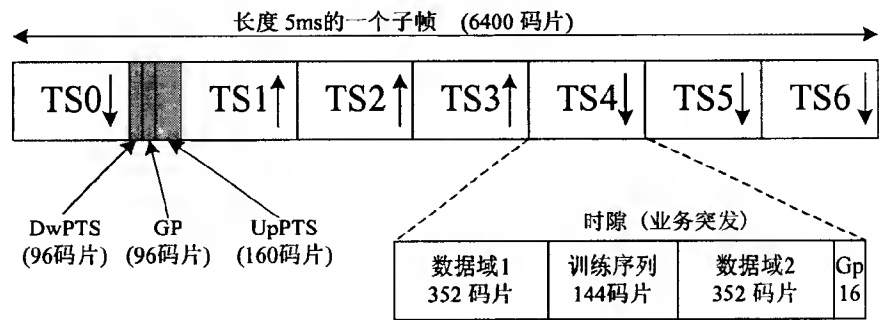 长度 5ms的一个子帧 (6400 码片)
TS0 TS1 TS2 TS3 TS4 TS5 TS6
DwPTS GP UpPTS
(96码片) (96码片) (160码片)
时隙 (业务突发)
数据域1 训练序列 数据域2 Gp
352 码片 144码片 352 码片 16